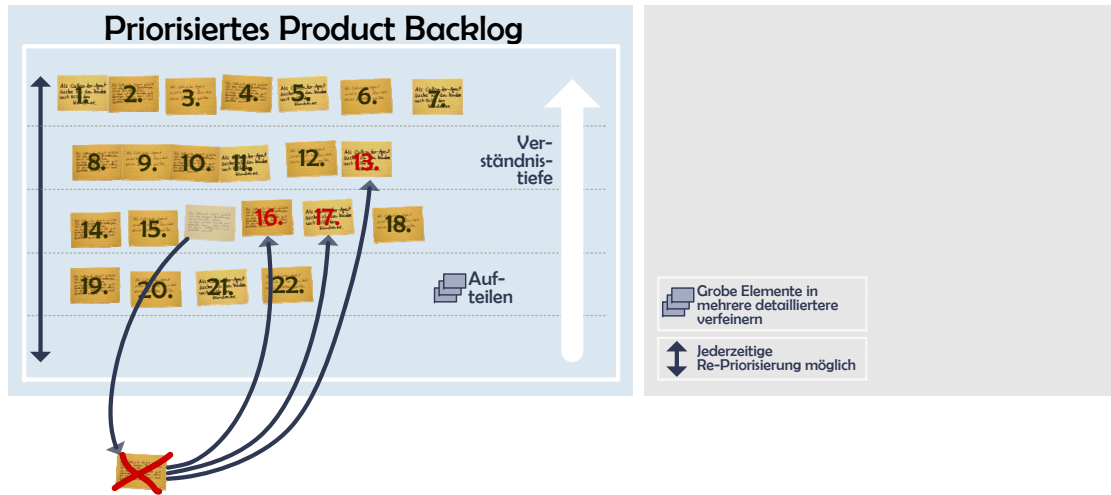 Priorisiertes Product Backlog
1. 2. 3. 4. 5. 6. 7.
8. 9. 10. 11. 12. 13.
Ver-
ständnis-
tiefe
14. 15. 16. 17. 18.
19. 20. 21. 22.
Auf-
teilen
Grobe Elemente in
mehrere detailliertere
verfeinern
Jederzeitige
Re-Priorisierung möglich